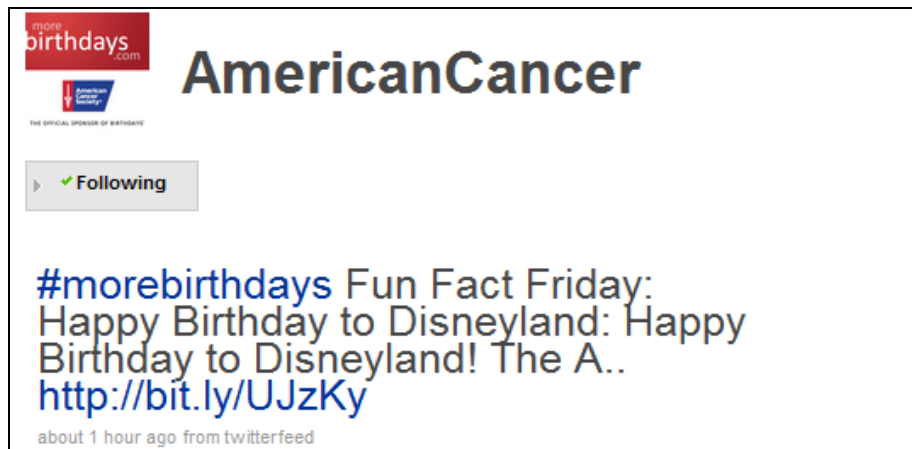 more
birthdays
.com
American
Cancer
Society
THE OFFICIAL SPONSOR OF BIRTHDAYS
AmericanCancer
Following
#morebirthdays Fun Fact Friday:
Happy Birthday to Disneyland: Happy
Birthday to Disneyland! The A..
http://bit.ly/UJzKy
about 1 hour ago from twitterfeed